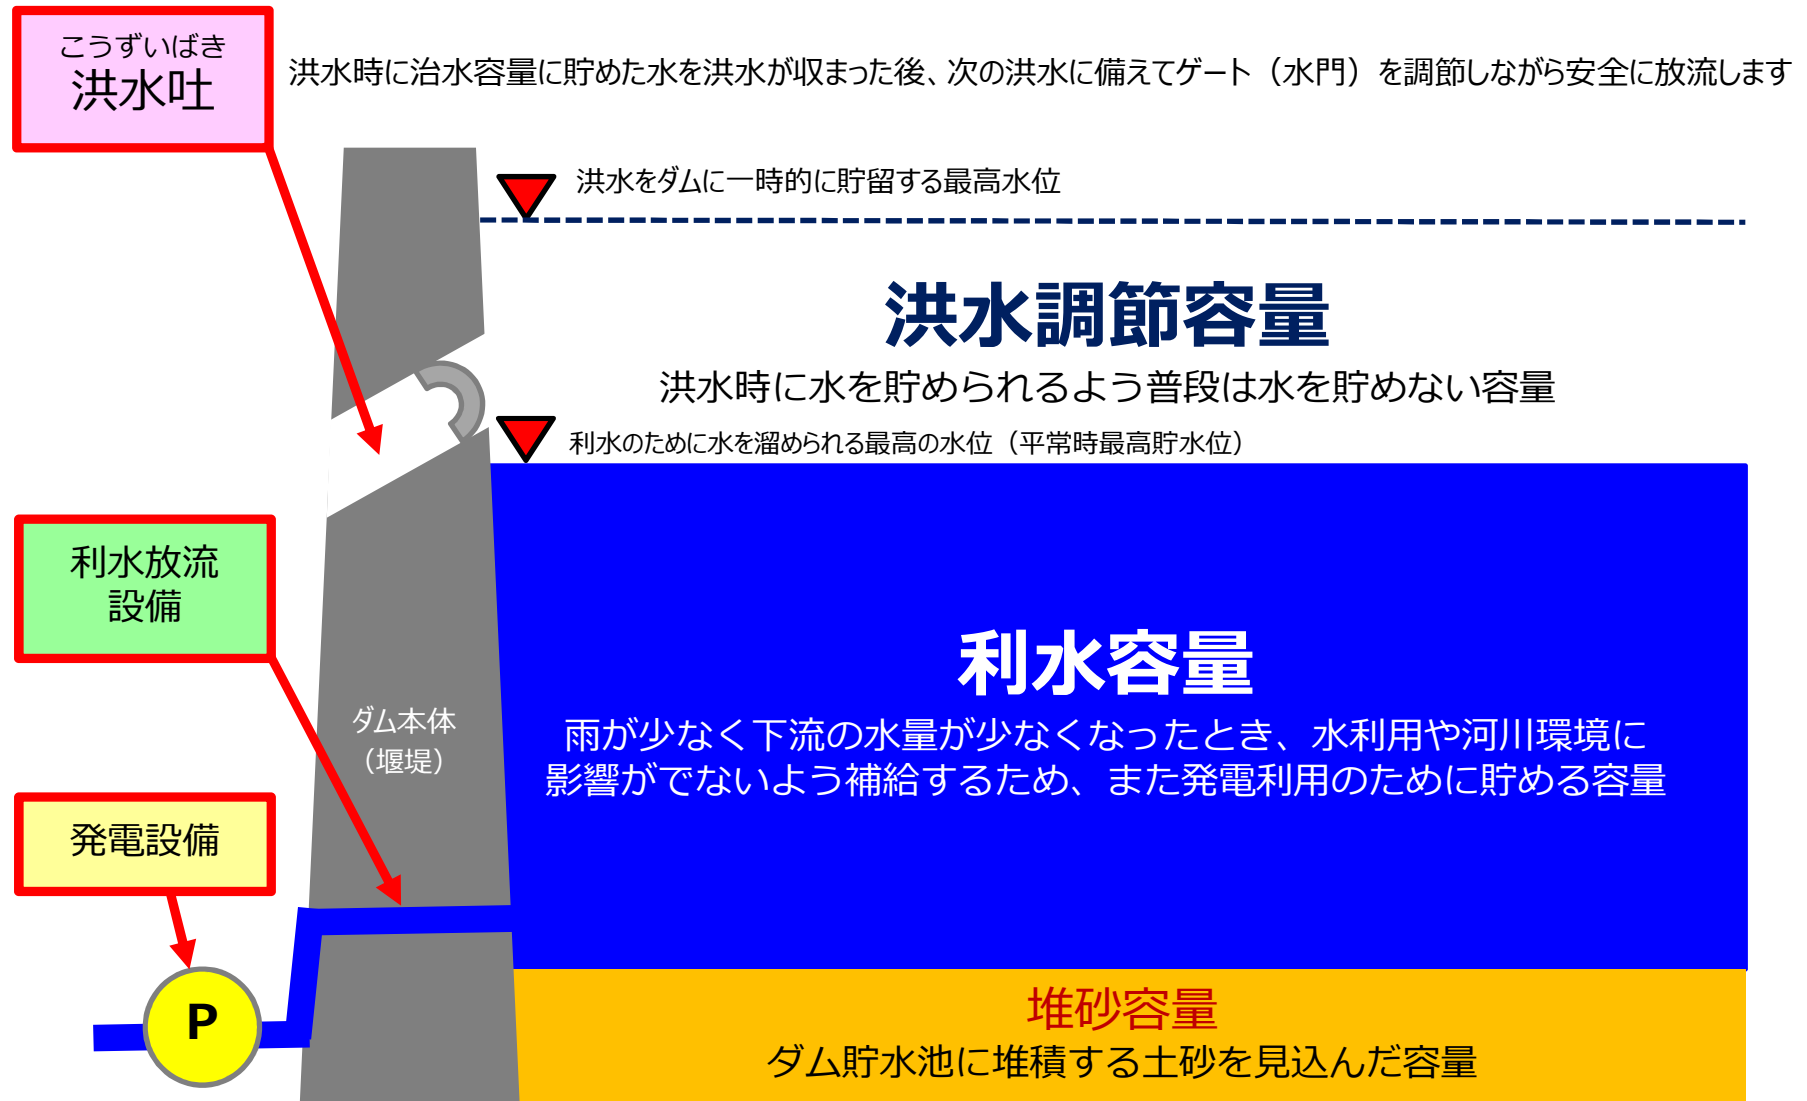 こうずいばき
洪水吐
洪水時に治水容量に貯めた水を洪水が収まった後、次の洪水に備えてゲート（水門）を調節しながら安全に放流します
洪水をダムに一時的に貯留する最高水位
洪水調節容量
洪水時に水を貯められるよう普段は水を貯めない容量
利水のために水を溜められる最高の水位（平常時最高貯水位）
利水放流
設備
利水容量
雨が少なく下流の水量が少なくなったとき、水利用や河川環境に
影響がでないよう補給するため、また発電利用のために貯める容量
ダム本体
（堰堤）
発電設備
P
堆砂容量
ダム貯水池に堆積する土砂を見込んだ容量